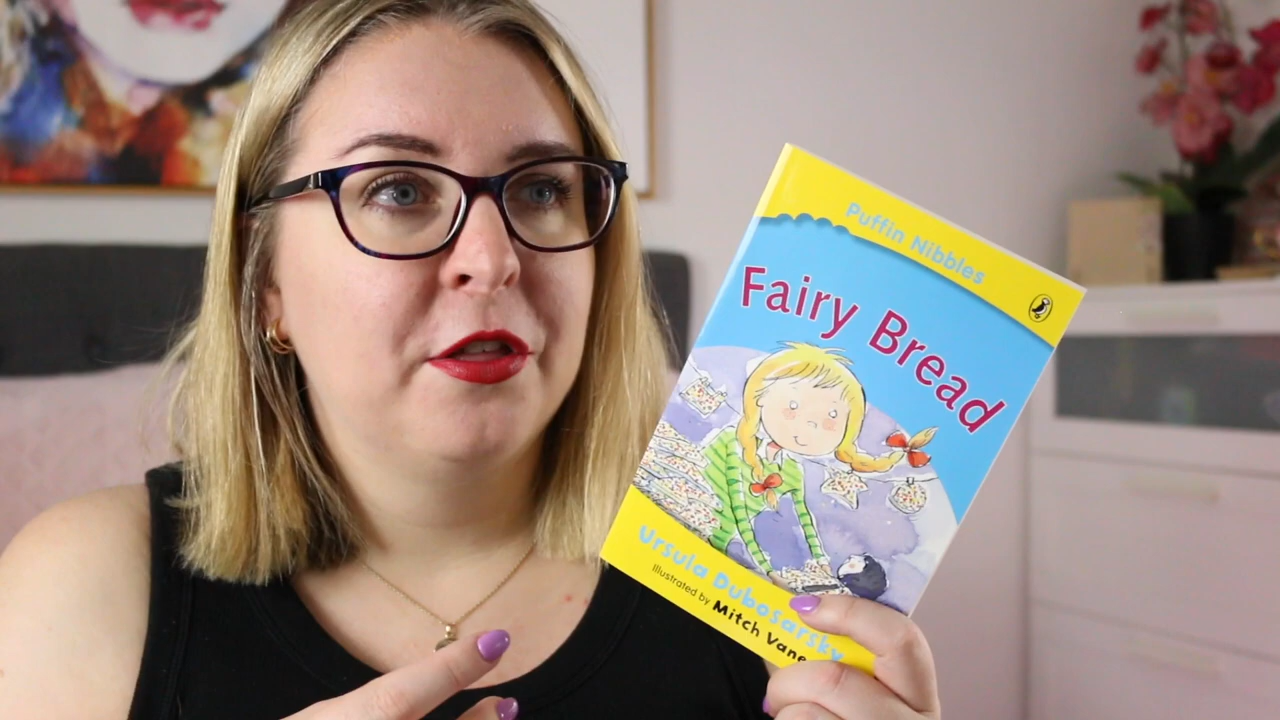 Puffin Nibbles
Fairy Bread
Ursula Dubosarsky
Illustrated by Mitch Vane